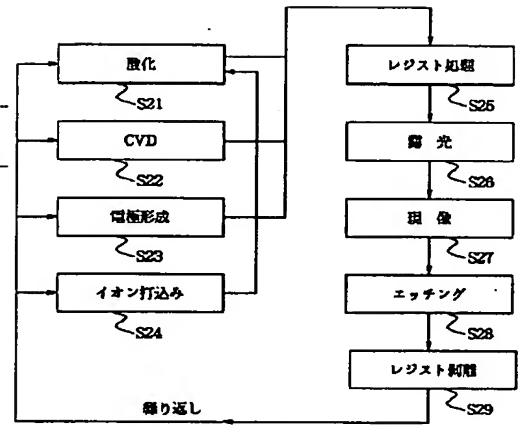 酸化
S21
CVD
S22
電極形成
S23
イオン打込み
S24
レジスト処理
S25
露光
S26
現像
S27
エッチング
S28
レジスト剥離
S29
繰り返し